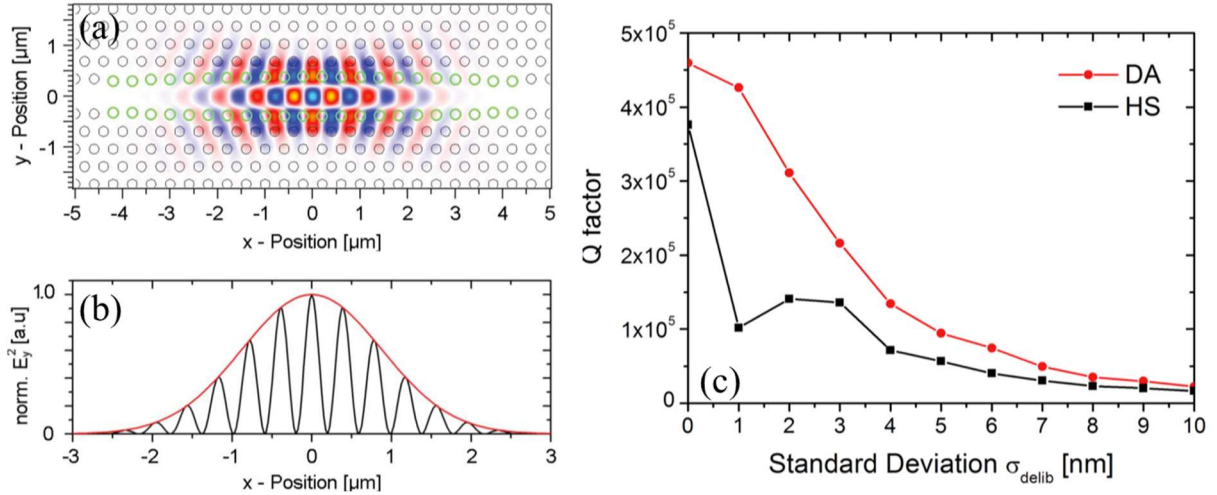 (a)
y - Position [µm]
1
0
-1
-5 -4 -3 -2 -1 0 1 2 3 4 5
x - Position [µm]
(b)
norm. E_y^2 [a.u]
1.0
0
-3 -2 -1 0 1 2 3
x - Position [µm]
(c)
Q factor
5x10^5
4x10^5
3x10^5
2x10^5
1x10^5
0
DA
HS
0 1 2 3 4 5 6 7 8 9 10
Standard Deviation σ_delib [nm]